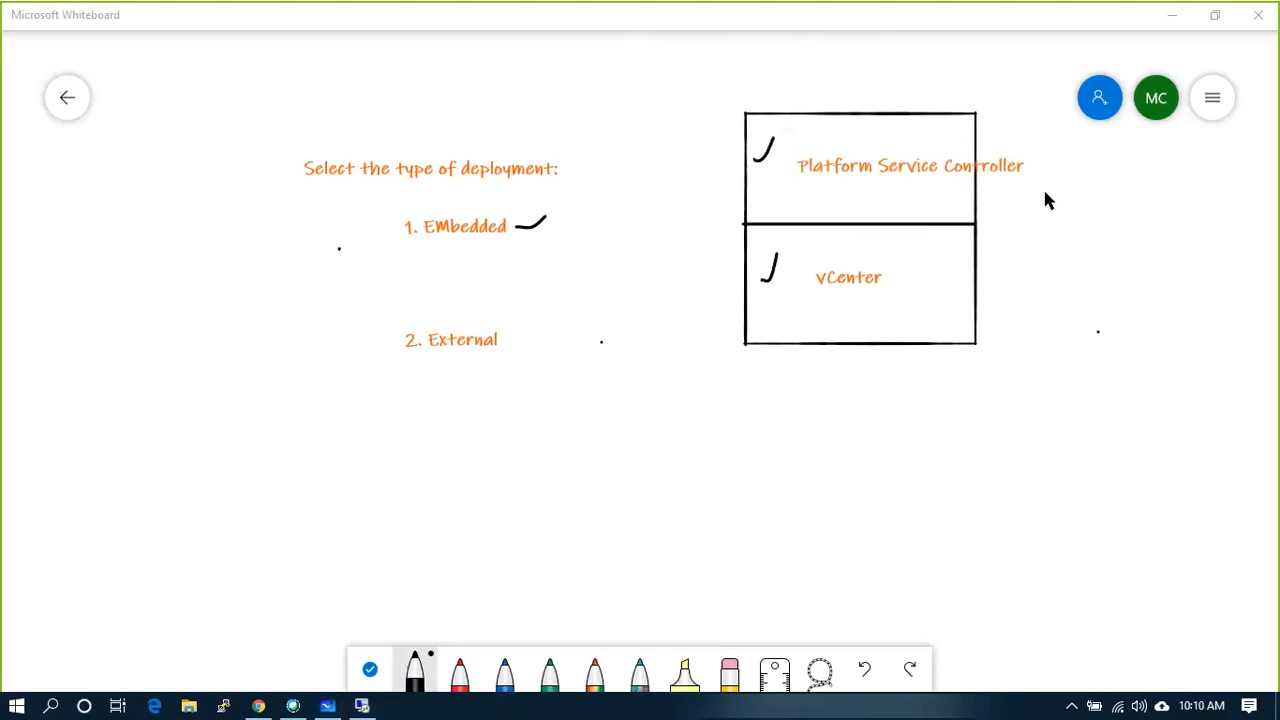 Microsoft Whiteboard
MC
Select the type of deployment:
1. EMbedded
2. External
Platform Service Controller
vCenter
10:10 AM